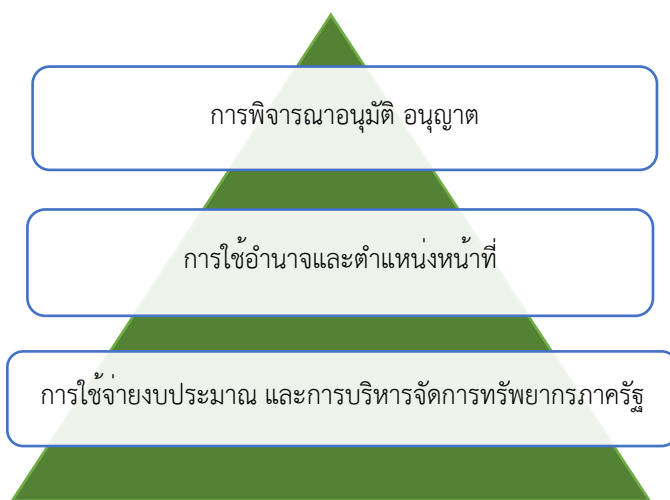 การพิจารณาอนุมัติ อนุญาต
การใช้อำนาจและตำแหน่งหน้าที่
การใช้จ่ายงบประมาณ และการบริหารจัดการทรัพยากรภาครัฐ